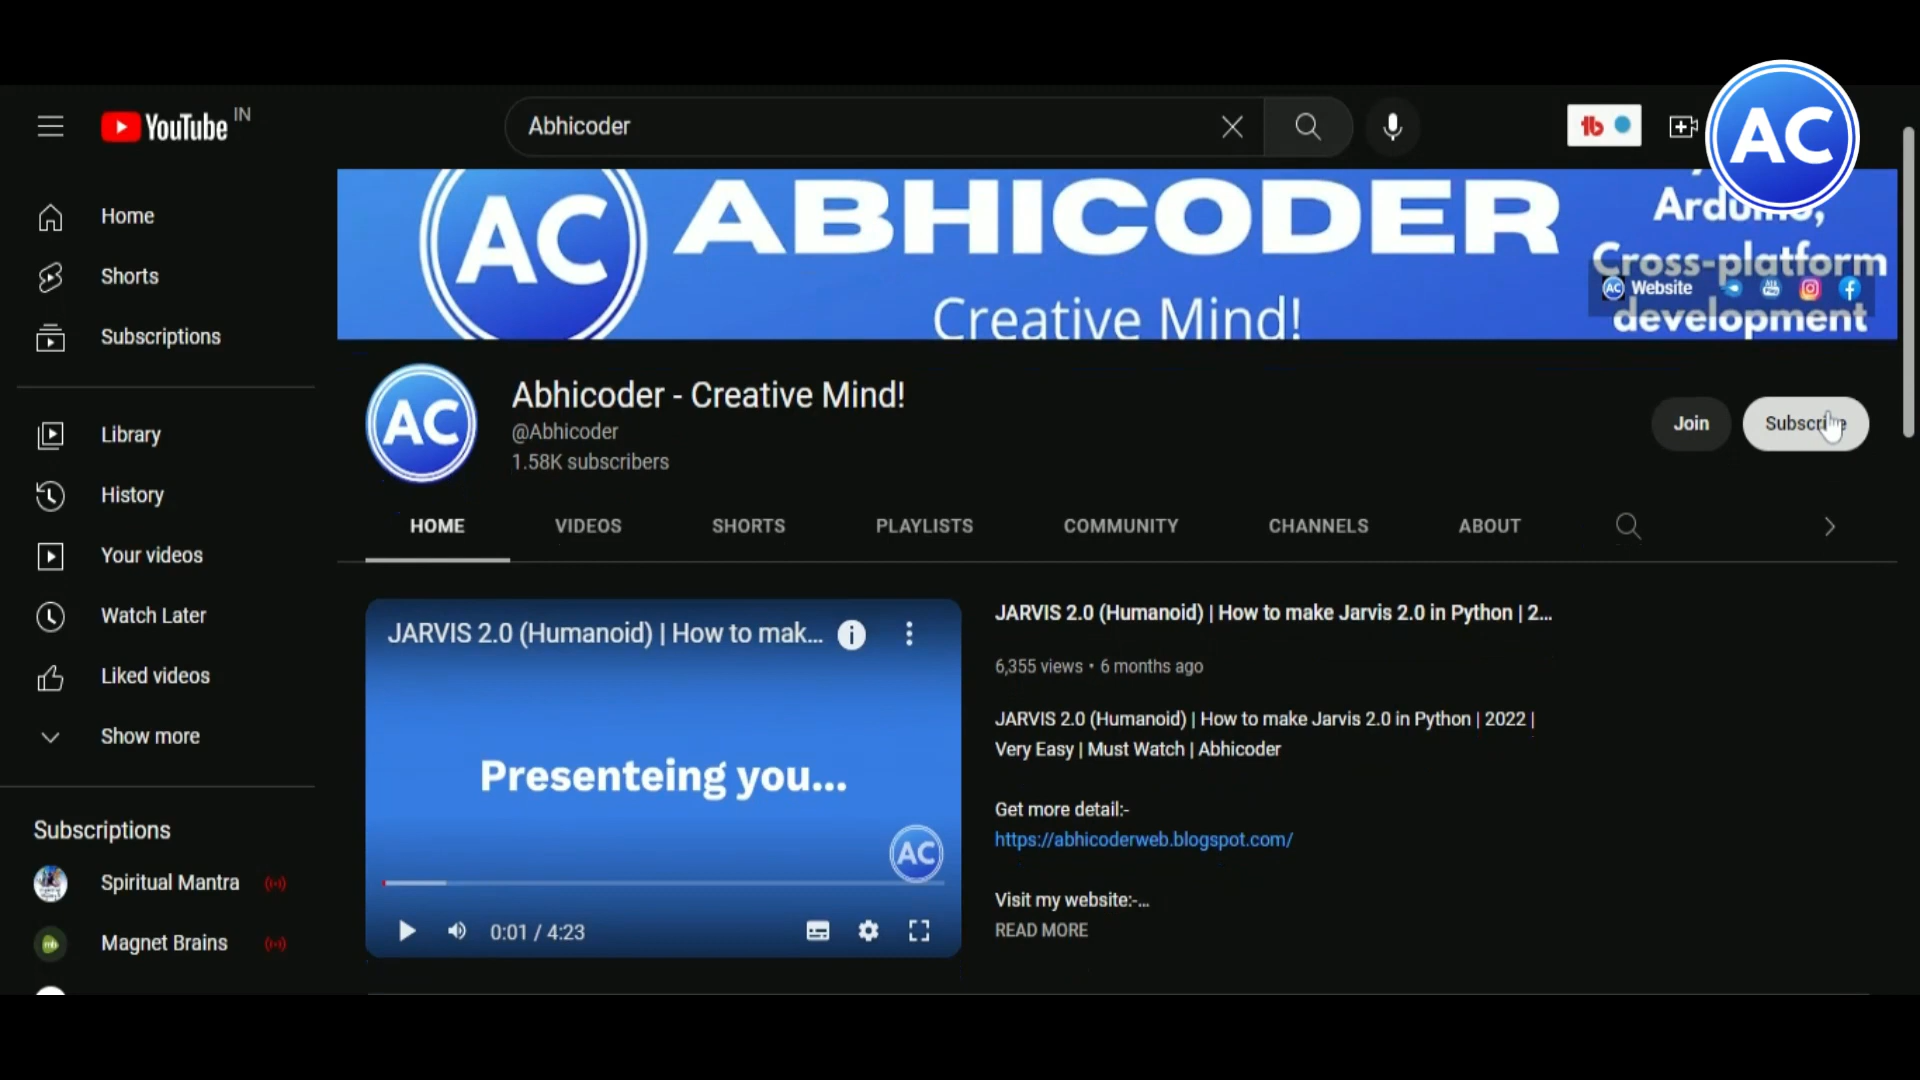 YouTube IN
Abhicoder
AC
Home
Shorts
Subscriptions
Library
History
Your videos
Watch Later
Liked videos
Show more
Subscriptions
Spiritual Mantra
Magnet Brains
AC
ABHICODER
Creative Mind!
Arduino,
Cross-platform
development
Website
AC
Abhicoder - Creative Mind!
@Abhicoder
1.58K subscribers
Join
Subscribe
HOME
VIDEOS
SHORTS
PLAYLISTS
COMMUNITY
CHANNELS
ABOUT
JARVIS 2.0 (Humanoid) | How to mak...
Presenteing you...
AC
0:01 / 4:23
JARVIS 2.0 (Humanoid) | How to make Jarvis 2.0 in Python | 2...
6,355 views • 6 months ago
JARVIS 2.0 (Humanoid) | How to make Jarvis 2.0 in Python | 2022 |
Very Easy | Must Watch | Abhicoder
Get more detail:-
https://abhicoderweb.blogspot.com/
Visit my website:-...
READ MORE